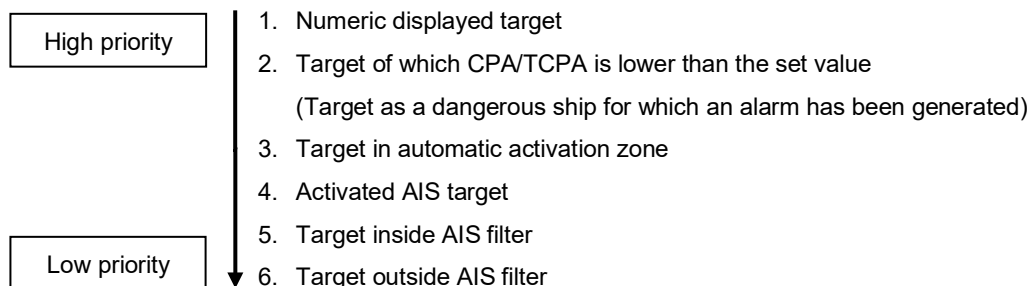 High priority
1. Numeric displayed target
2. Target of which CPA/TCPA is lower than the set value
(Target as a dangerous ship for which an alarm has been generated)
3. Target in automatic activation zone
4. Activated AIS target
5. Target inside AIS filter
Low priority
6. Target outside AIS filter